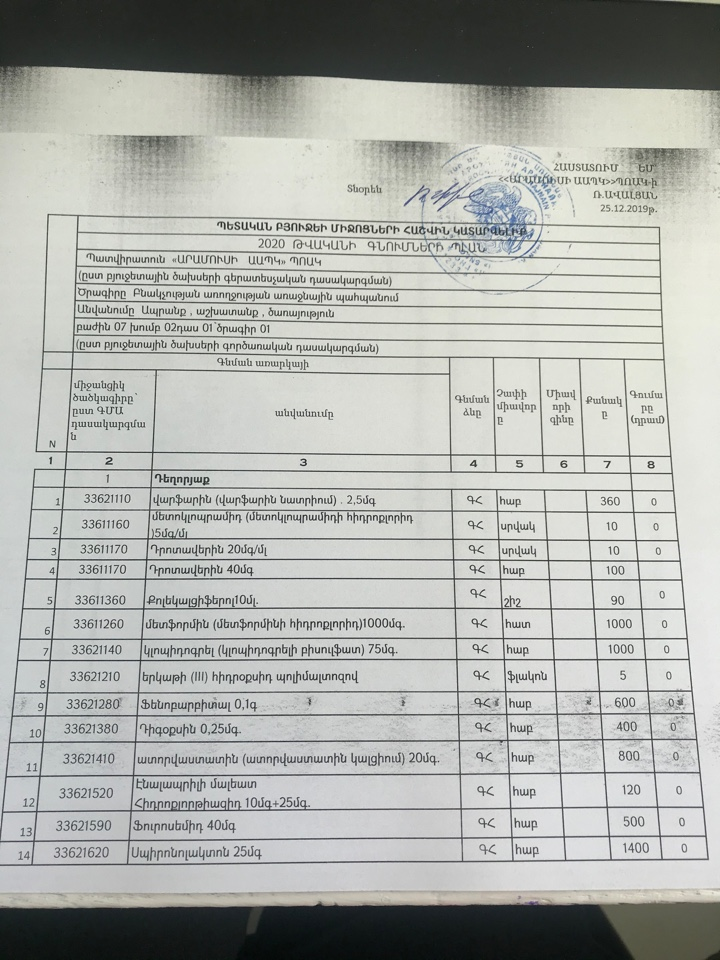 ՀԱՍՏԱՏՈՒՄ ԵՄ
<<ԱՐԱՄՈՒՍԻ ԱԱՊԿ>>ՊՈԱԿ-ի
Տնօրեն
Ռ.ԱՎԱԼՅԱՆ
25.12.2019թ.
ՊԵՏԱԿԱՆ ԲՅՈՒՋԵԻ ՄԻՋՈՑՆԵՐԻ ՀԱՇՎԻՆ ԿԱՏԱՐՎԵԼԻՔ
2020 ԹՎԱԿԱՆԻ ԳՆՈՒՄՆԵՐԻ ՊԼԱՆ
Պատվիրատուն «ԱՐԱՄՈՒՍԻ ԱԱՊԿ» ՊՈԱԿ
(ըստ բյուջետային ծախսերի գերատեսչական դասակարգման)
Ծրագիրը Բնակչության առողջության առաջնային պահպանում
Անվանումը Ապրանք , աշխատանք , ծառայություն
բաժին 07 խումբ 02դաս 01՝ծրագիր 01
(ըստ բյուջետային ծախսերի գործառական դասակարգման)
Գնման առարկայի
N միջանցիկ ծածկագիրը՝ ըստ ԳՄԱ դասակարգման անվանումը Գնման ձևը Չափի միավորը Միավորի գինը Քանակը Գումարը (դրամ)
1 2 3 4 5 6 7 8
1 Դեղորյաք
1 33621110 վարֆարին (վարֆարին նատրիում) . 2,5մգ ԳՀ հաբ 360 0
2 33611160 մետոկլոպրամիդ (մետոկլոպրամիդի հիդրոքլորիդ )5մգ/մլ ԳՀ սրվակ 10 0
3 33611170 Դրոտավերին 20մգ/մլ ԳՀ սրվակ 10 0
4 33611170 Դրոտավերին 40մգ ԳՀ հաբ 100
5 33611360 Քոլեկալցիֆերոլ10մլ. ԳՀ շիշ 90 0
6 33611260 մետֆորմին (մետֆորմինի հիդրոքլորիդ)1000մգ. ԳՀ հատ 1000 0
7 33621140 կլոպիդոգրել (կլոպիդոգրելի բիսուլֆատ) 75մգ. ԳՀ հաբ 1000 0
8 33621210 երկաթի (III) հիդրօքսիդ պոլիմալտոզով ԳՀ ֆլակոն 5 0
9 33621280 Ֆենոբարբիտալ 0,1գ ԳՀ հաբ 600 0
10 33621380 Դիգօքսին 0,25մգ. ԳՀ հաբ 400 0
11 33621410 ատորվաստատին (ատորվաստատին կալցիում) 20մգ. ԳՀ հաբ 800 0
12 33621520 Էնալապրիլի մալեատ Հիդրոքլորթիազիդ 10մգ+25մգ. ԳՀ հաբ 120 0
13 33621590 Ֆուրոսեմիդ 40մգ ԳՀ հաբ 500 0
14 33621620 Սպիրոնոլակտոն 25մգ ԳՀ հաբ 1400 0